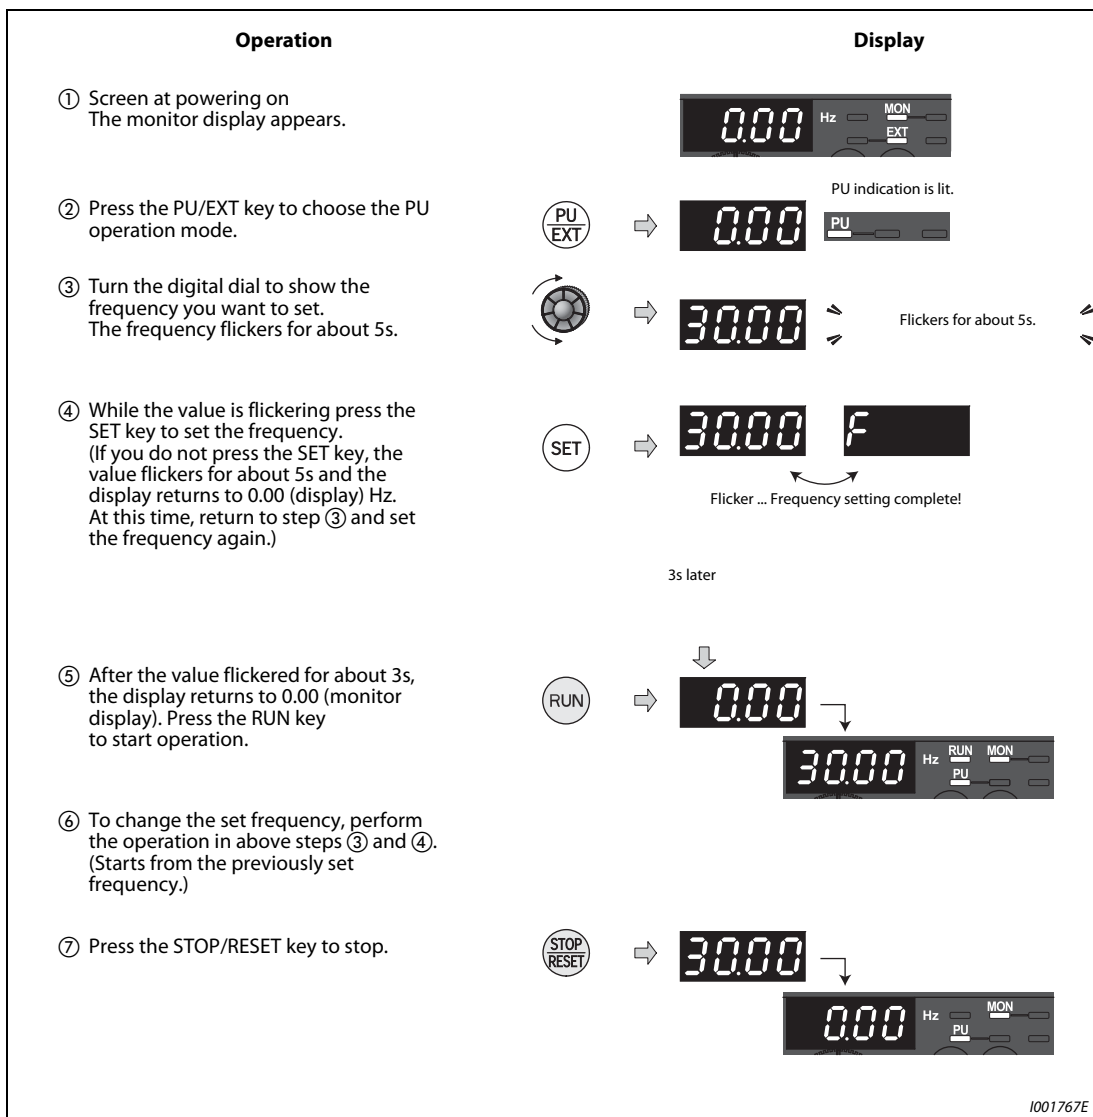 Operation
Display
① Screen at powering on
The monitor display appears.
0.00 Hz MON
EXT
② Press the PU/EXT key to choose the PU
operation mode.
PU
EXT
0.00
PU indication is lit.
PU
③ Turn the digital dial to show the
frequency you want to set.
The frequency flickers for about 5s.
30.00
Flickers for about 5s.
④ While the value is flickering press the
SET key to set the frequency.
(If you do not press the SET key, the
value flickers for about 5s and the
display returns to 0.00 (display) Hz.
At this time, return to step ③ and set
the frequency again.)
SET
30.00 F
Flicker ... Frequency setting complete!
3s later
⑤ After the value flickered for about 3s,
the display returns to 0.00 (monitor
display). Press the RUN key
to start operation.
RUN
0.00
30.00 Hz RUN MON
PU
⑥ To change the set frequency, perform
the operation in above steps ③ and ④.
(Starts from the previously set
frequency.)
⑦ Press the STOP/RESET key to stop.
STOP
RESET
30.00
0.00 Hz MON
PU
I001767E